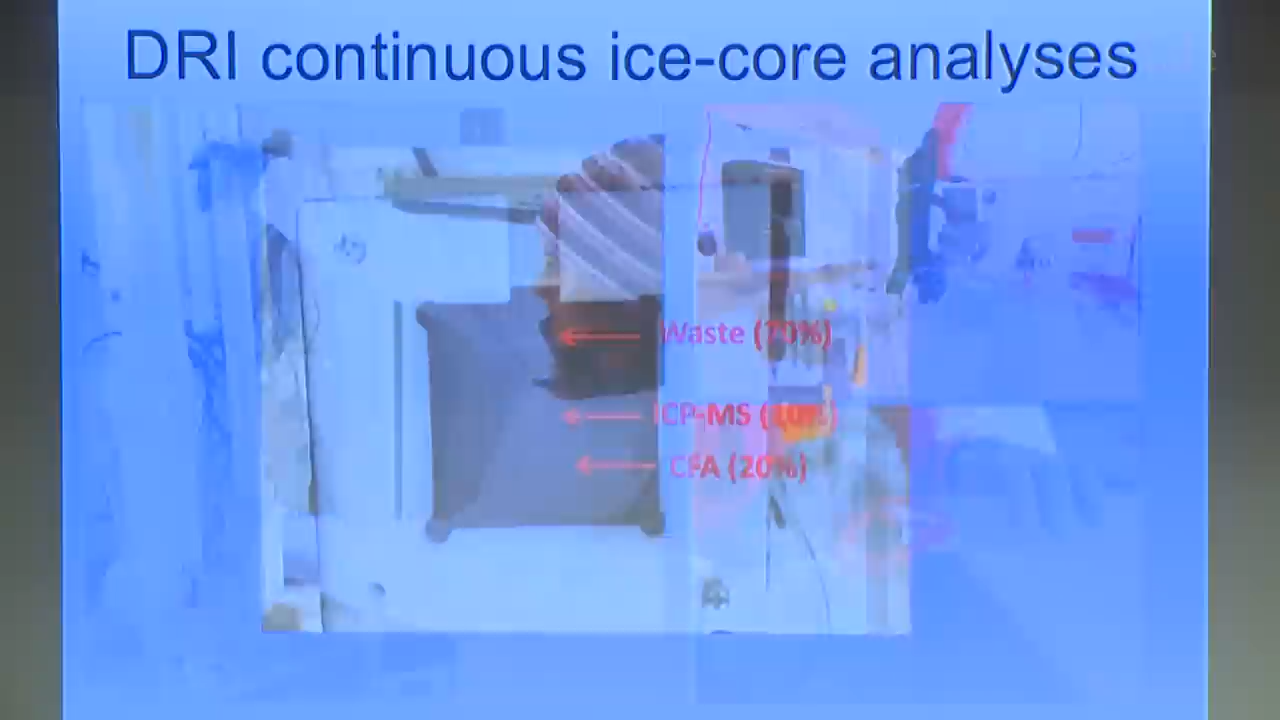 DRI continuous ice-core analyses
Waste (70%)
ICP-MS (10%)
CFA (20%)